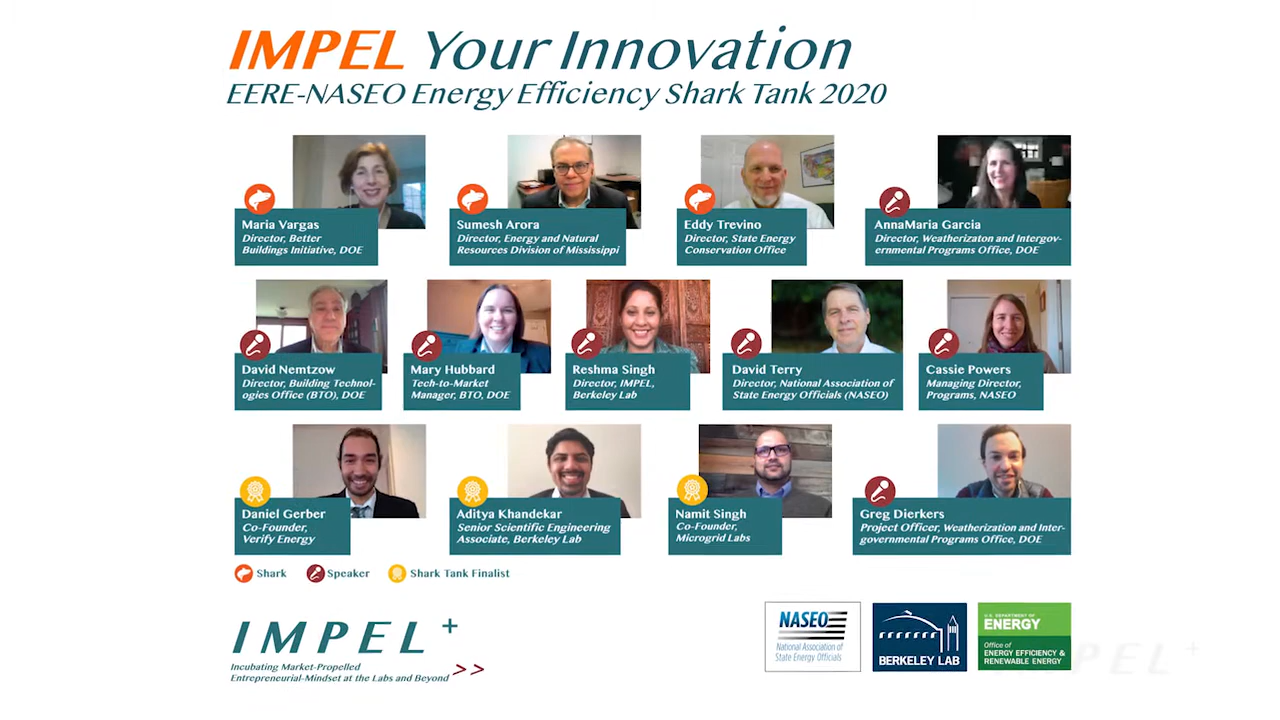 IMPEL Your Innovation
EERE-NASEO Energy Efficiency Shark Tank 2020
Maria Vargas
Director, Better
Buildings Initiative, DOE
Sumesh Arora
Director, Energy and Natural
Resources Division of Mississippi
Eddy Trevino
Director, State Energy
Conservation Office
AnnaMaria Garcia
Director, Weatherizaton and Intergov-
ernmental Programs Office, DOE
David Nemtzow
Director, Building Technol-
ogies Office (BTO), DOE
Mary Hubbard
Tech-to-Market
Manager, BTO, DOE
Reshma Singh
Director, IMPEL,
Berkeley Lab
David Terry
Director, National Association of
State Energy Officials (NASEO)
Cassie Powers
Managing Director,
Programs, NASEO
Daniel Gerber
Co-Founder,
Verify Energy
Aditya Khandekar
Senior Scientific Engineering
Associate, Berkeley Lab
Namit Singh
Co-Founder,
Microgrid Labs
Greg Dierkers
Project Officer, Weatherization and Inter-
governmental Programs Office, DOE
Shark
Speaker
Shark Tank Finalist
IMPEL+
Incubating Market-Propelled
Entrepreneurial-Mindset at the Labs and Beyond >>
NASEO
National Association of
State Energy Officials
BERKELEY LAB
U.S. DEPARTMENT OF
ENERGY
Office of
ENERGY EFFICIENCY &
RENEWABLE ENERGY
IMPEL+